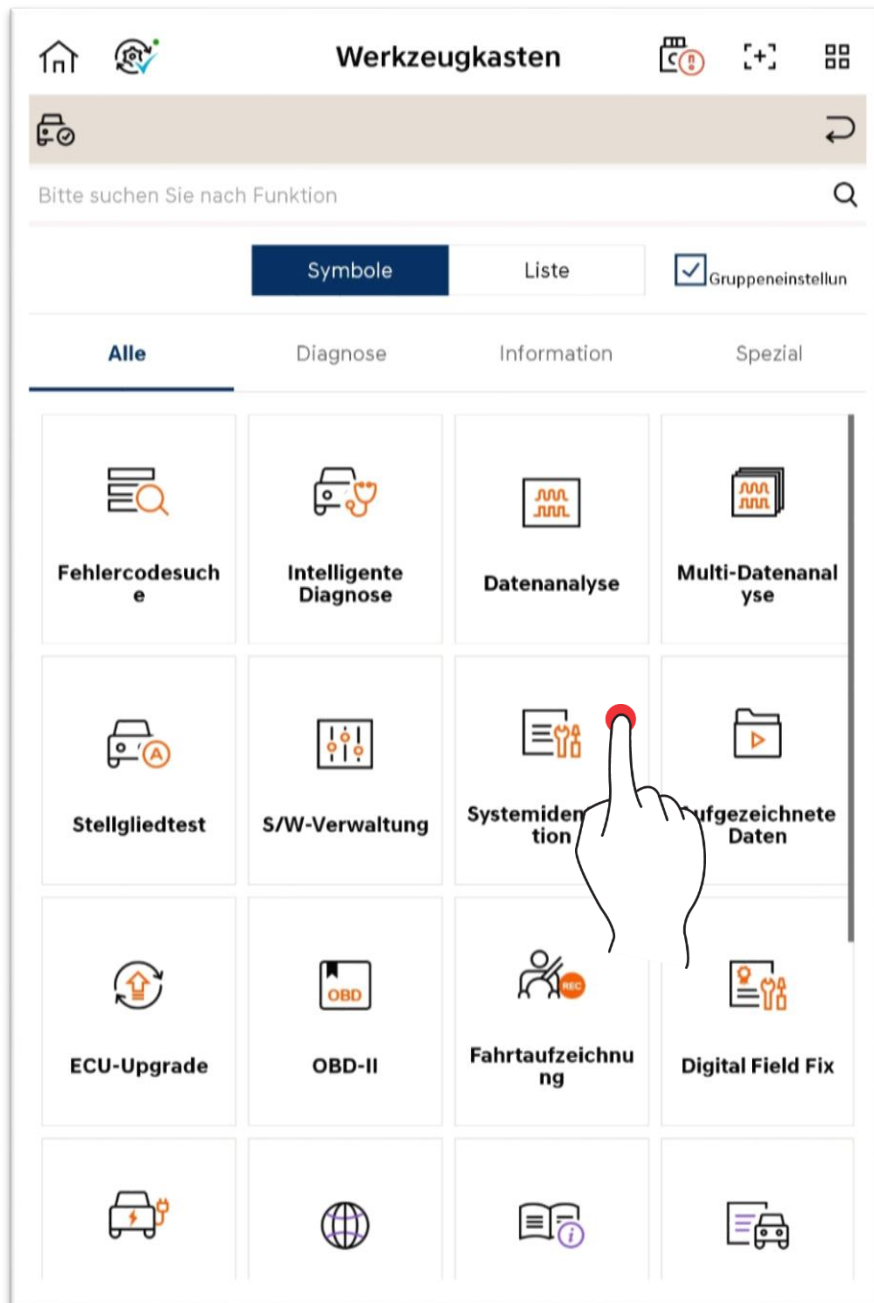 Werkzeugkasten
Bitte suchen Sie nach Funktion
Symbole
Liste
Gruppeneinstellun
Alle
Diagnose
Information
Spezial
Fehlercodesuch
e
Intelligente
Diagnose
Datenanalyse
Multi-Datenanal
yse
Stellgliedtest
A
S/W-Verwaltung
Systemiden
tion
ufgezeichnete
Daten
ECU-Upgrade
OBD
OBD-II
REC
Fahrtaufzeichnu
ng
Digital Field Fix